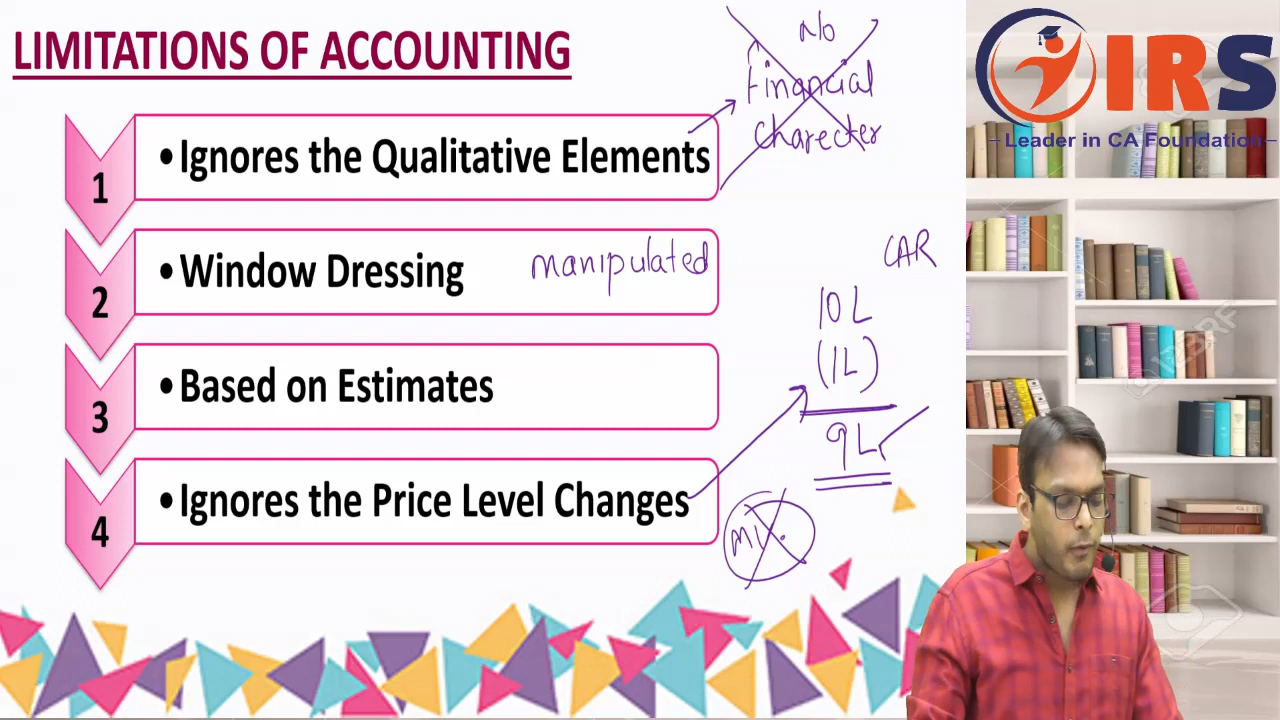 LIMITATIONS OF ACCOUNTING
1
•Ignores the Qualitative Elements
no
Financial
Charecter
2
•Window Dressing
manipulated
3
•Based on Estimates
4
•Ignores the Price Level Changes
CAR
10 L
(1L)
9L
IRS
Leader in CA Foundation
123RF